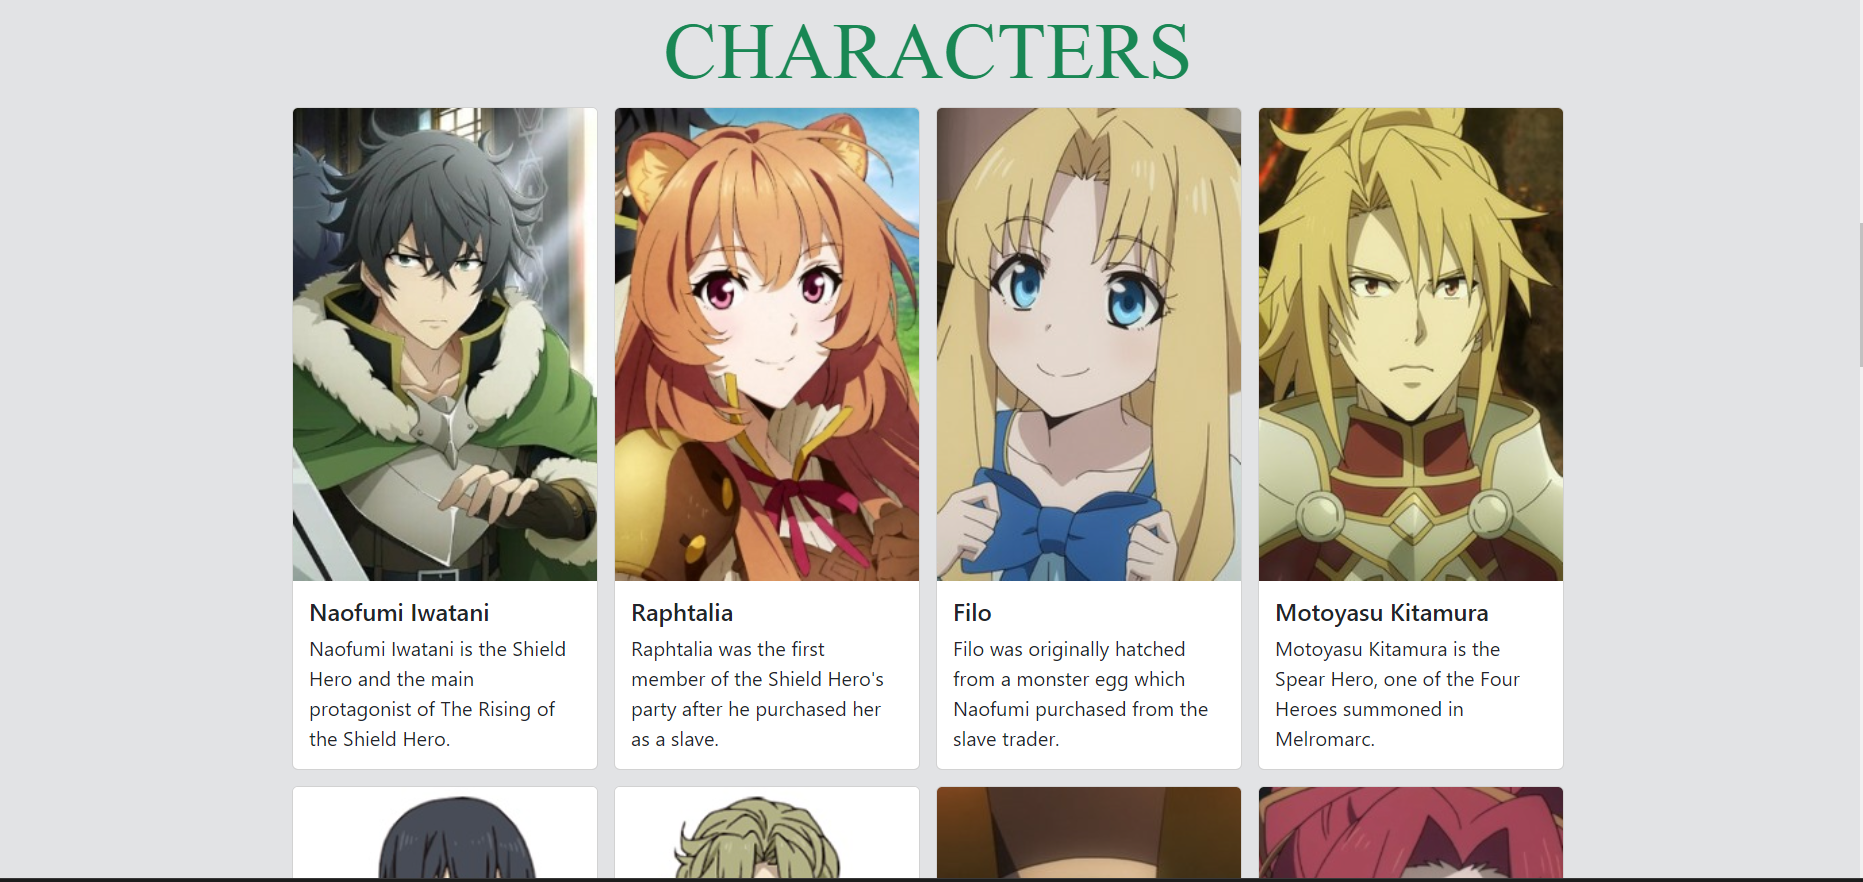 CHARACTERS
Naofumi Iwatani
Naofumi Iwatani is the Shield
Hero and the main
protagonist of The Rising of
the Shield Hero.
Raphtalia
Raphtalia was the first
member of the Shield Hero's
party after he purchased her
as a slave.
Filo
Filo was originally hatched
from a monster egg which
Naofumi purchased from the
slave trader.
Motoyasu Kitamura
Motoyasu Kitamura is the
Spear Hero, one of the Four
Heroes summoned in
Melromarc.